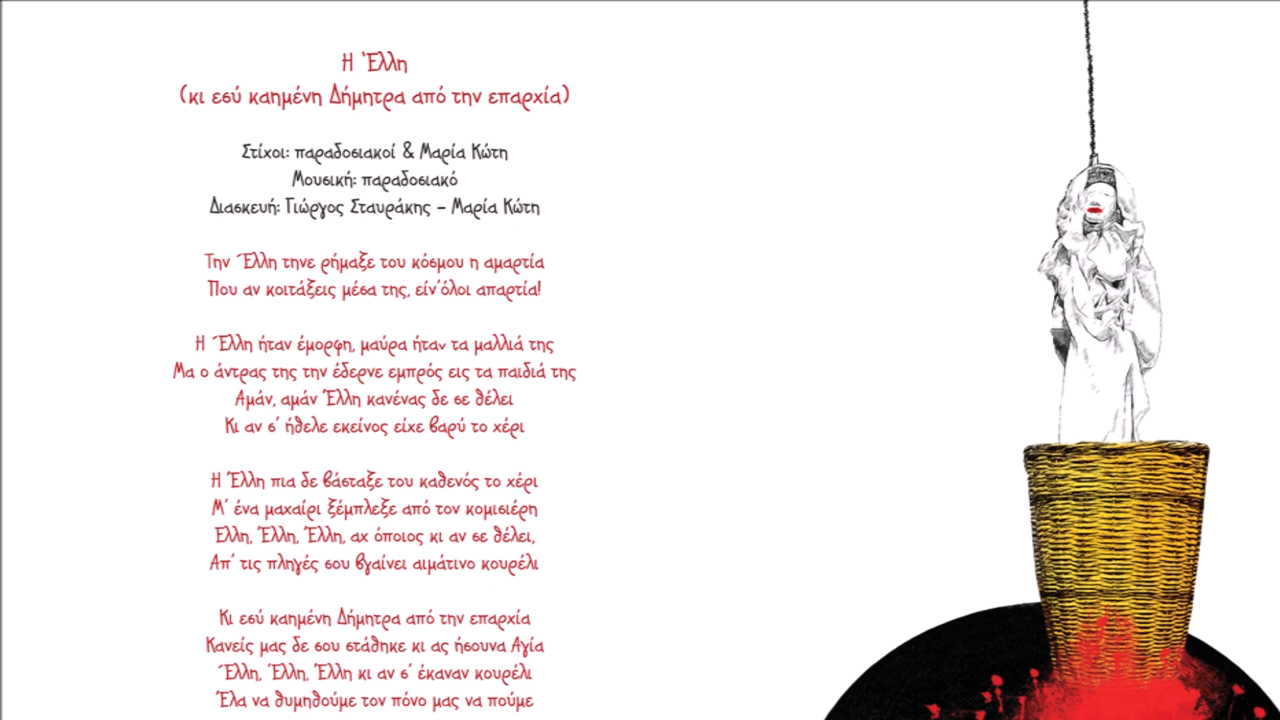 Η Έλλη
(κι εσύ καημένη Δήμητρα από την επαρχία)
Στίχοι: παραδοσιακοί & Μαρία Κώτη
Μουσική: παραδοσιακό
Διασκευή: Γιώργος Σταυράκης – Μαρία Κώτη
Την Έλλη τηνε ρήμαξε του κόσμου η αμαρτία
Που αν κοιτάξεις μέσα της, είν'όλοι απαρτία!
Η Έλλη ήταν έμορφη, μαύρα ήταν τα μαλλιά της
Μα ο άντρας της την έδερνε εμπρός εις τα παιδιά της
Αμάν, αμάν Έλλη κανένας δε σε θέλει
Κι αν σ' ήθελε εκείνος είχε βαρύ το χέρι
Η Έλλη πια δε βάσταξε του καθενός το χέρι
Μ' ένα μαχαίρι ξέμπλεξε από τον κομισιέρη
Έλλη, Έλλη, Έλλη, αχ όποιος κι αν σε θέλει,
Απ' τις πληγές σου βγαίνει αιμάτινο κουρέλι
Κι εσύ καημένη Δήμητρα από την επαρχία
Κανείς μας δε σου στάθηκε κι ας ήσουνα Αγία
Έλλη, Έλλη, Έλλη κι αν σ' έκαναν κουρέλι
Έλα να θυμηθούμε τον πόνο μας να πούμε